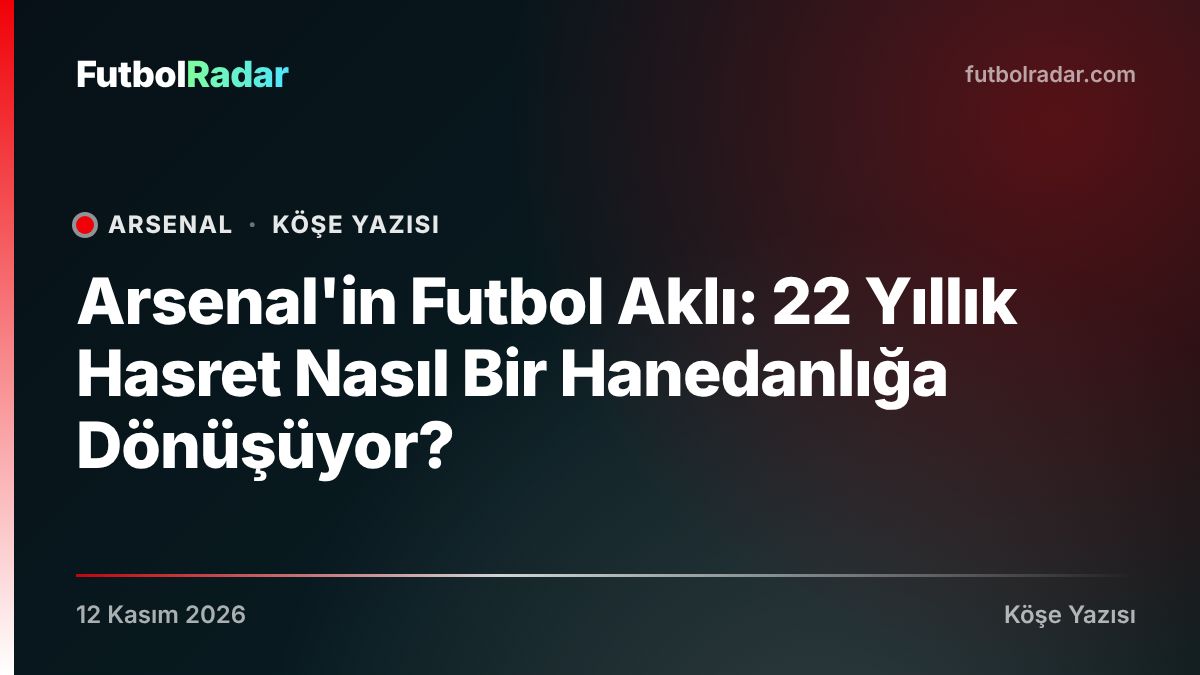 FutbolRadar
futbolradar.com
ARSENAL · KÖŞE YAZISI
Arsenal'in Futbol Aklı: 22 Yıllık
Hasret Nasıl Bir Hanedanlığa
Dönüşüyor?
12 Kasım 2026
Köşe Yazısı